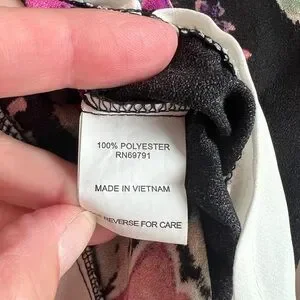 100% POLYESTER
RN69791
MADE IN VIETNAM
REVERSE FOR CARE